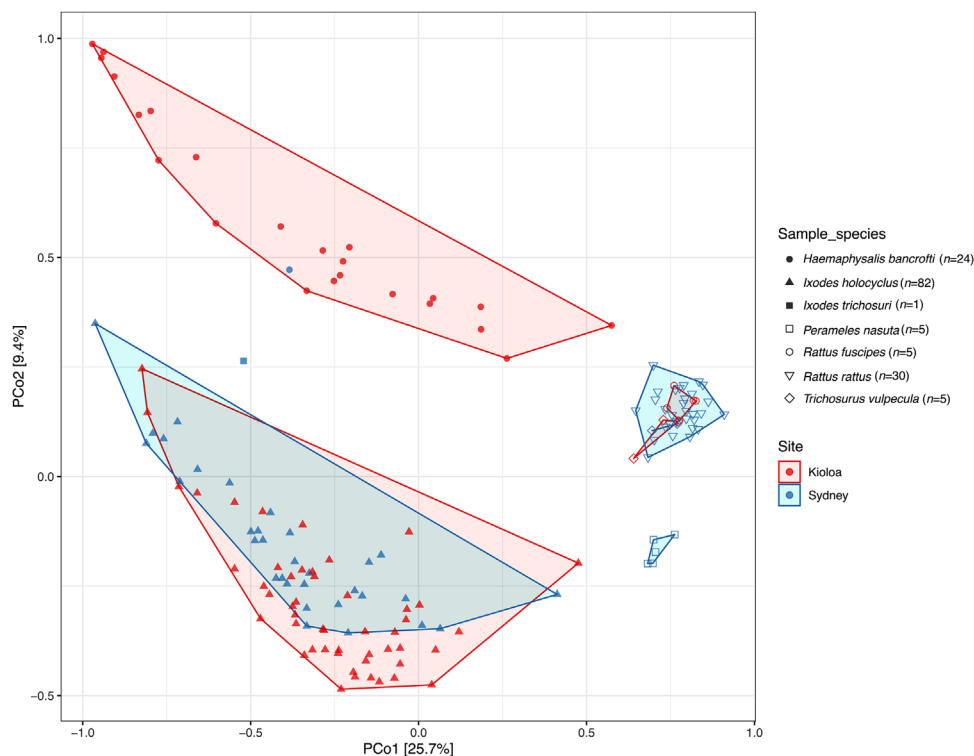 1.0
0.5
0.0
−0.5
PCo2 [9.4%]
−1.0 −0.5 0.0 0.5 1.0
PCo1 [25.7%]
Sample_species
Haemaphysalis bancrofti (n=24)
Ixodes holocyclus (n=82)
Ixodes trichosuri (n=1)
Perameles nasuta (n=5)
Rattus fuscipes (n=5)
Rattus rattus (n=30)
Trichosurus vulpecula (n=5)
Site
Kioloa
Sydney